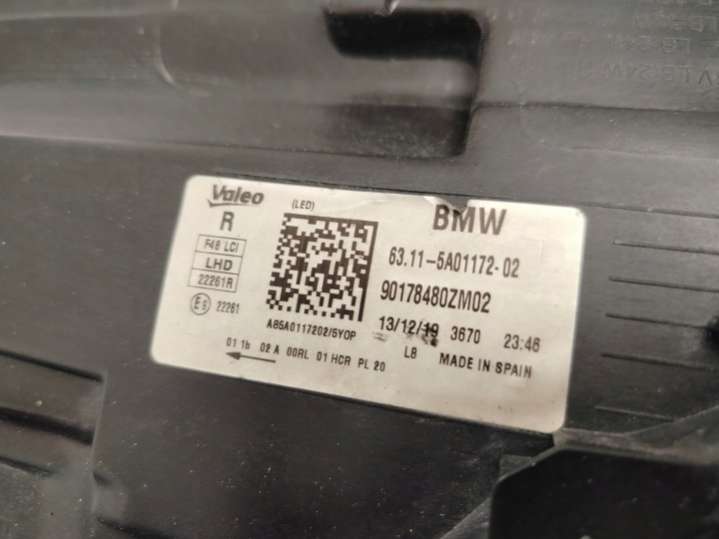 Valeo
(LED)
BMW
R
F48 LCI
LHD
22261R
63.11-5A01172-02
90178480ZM02
22261
A85A0117202/5Y0P
13/12/19 3670 23:46
01 1b 02 A 00RL 01 HCR PL 20
L8 MADE IN SPAIN